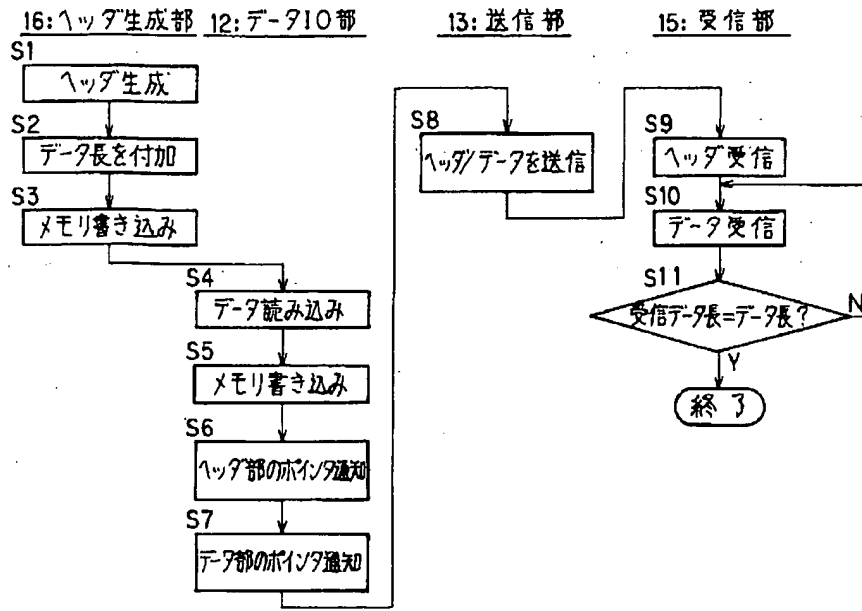 16:ヘッダ生成部
S1
ヘッダ生成
S2
データ長を付加
S3
メモリ書き込み
12:データIO部
S4
データ読み込み
S5
メモリ書き込み
S6
ヘッダ部のポインタ通知
S7
データ部のポインタ通知
13:送信部
S8
ヘッダ/データを送信
15:受信部
S9
ヘッダ受信
S10
データ受信
S11
受信データ長=データ長?
N
Y
終了